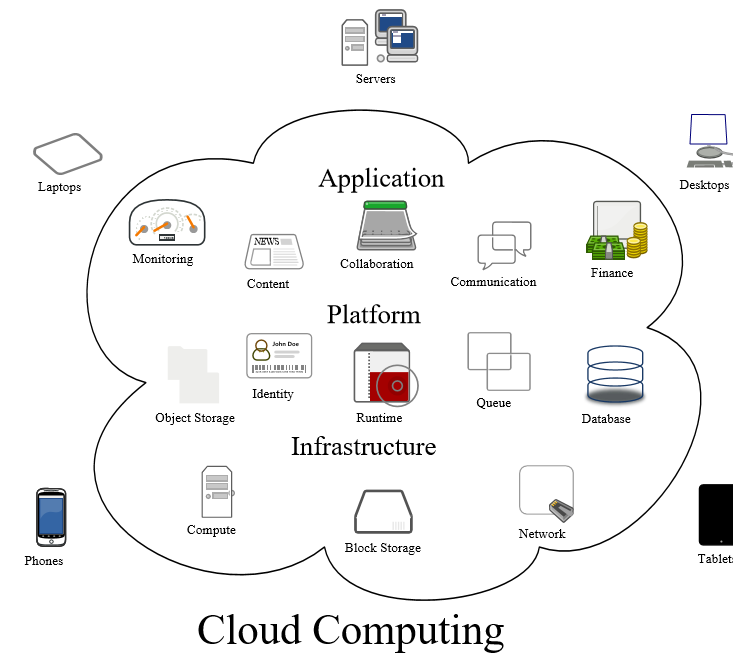 Servers
Laptops
Desktops
Application
Monitoring
NEWS
Content
Collaboration
Communication
Finance
Platform
John Doe
Object Storage
Identity
Runtime
Queue
Database
Infrastructure
Compute
Block Storage
Network
Phones
Tablets
Cloud Computing